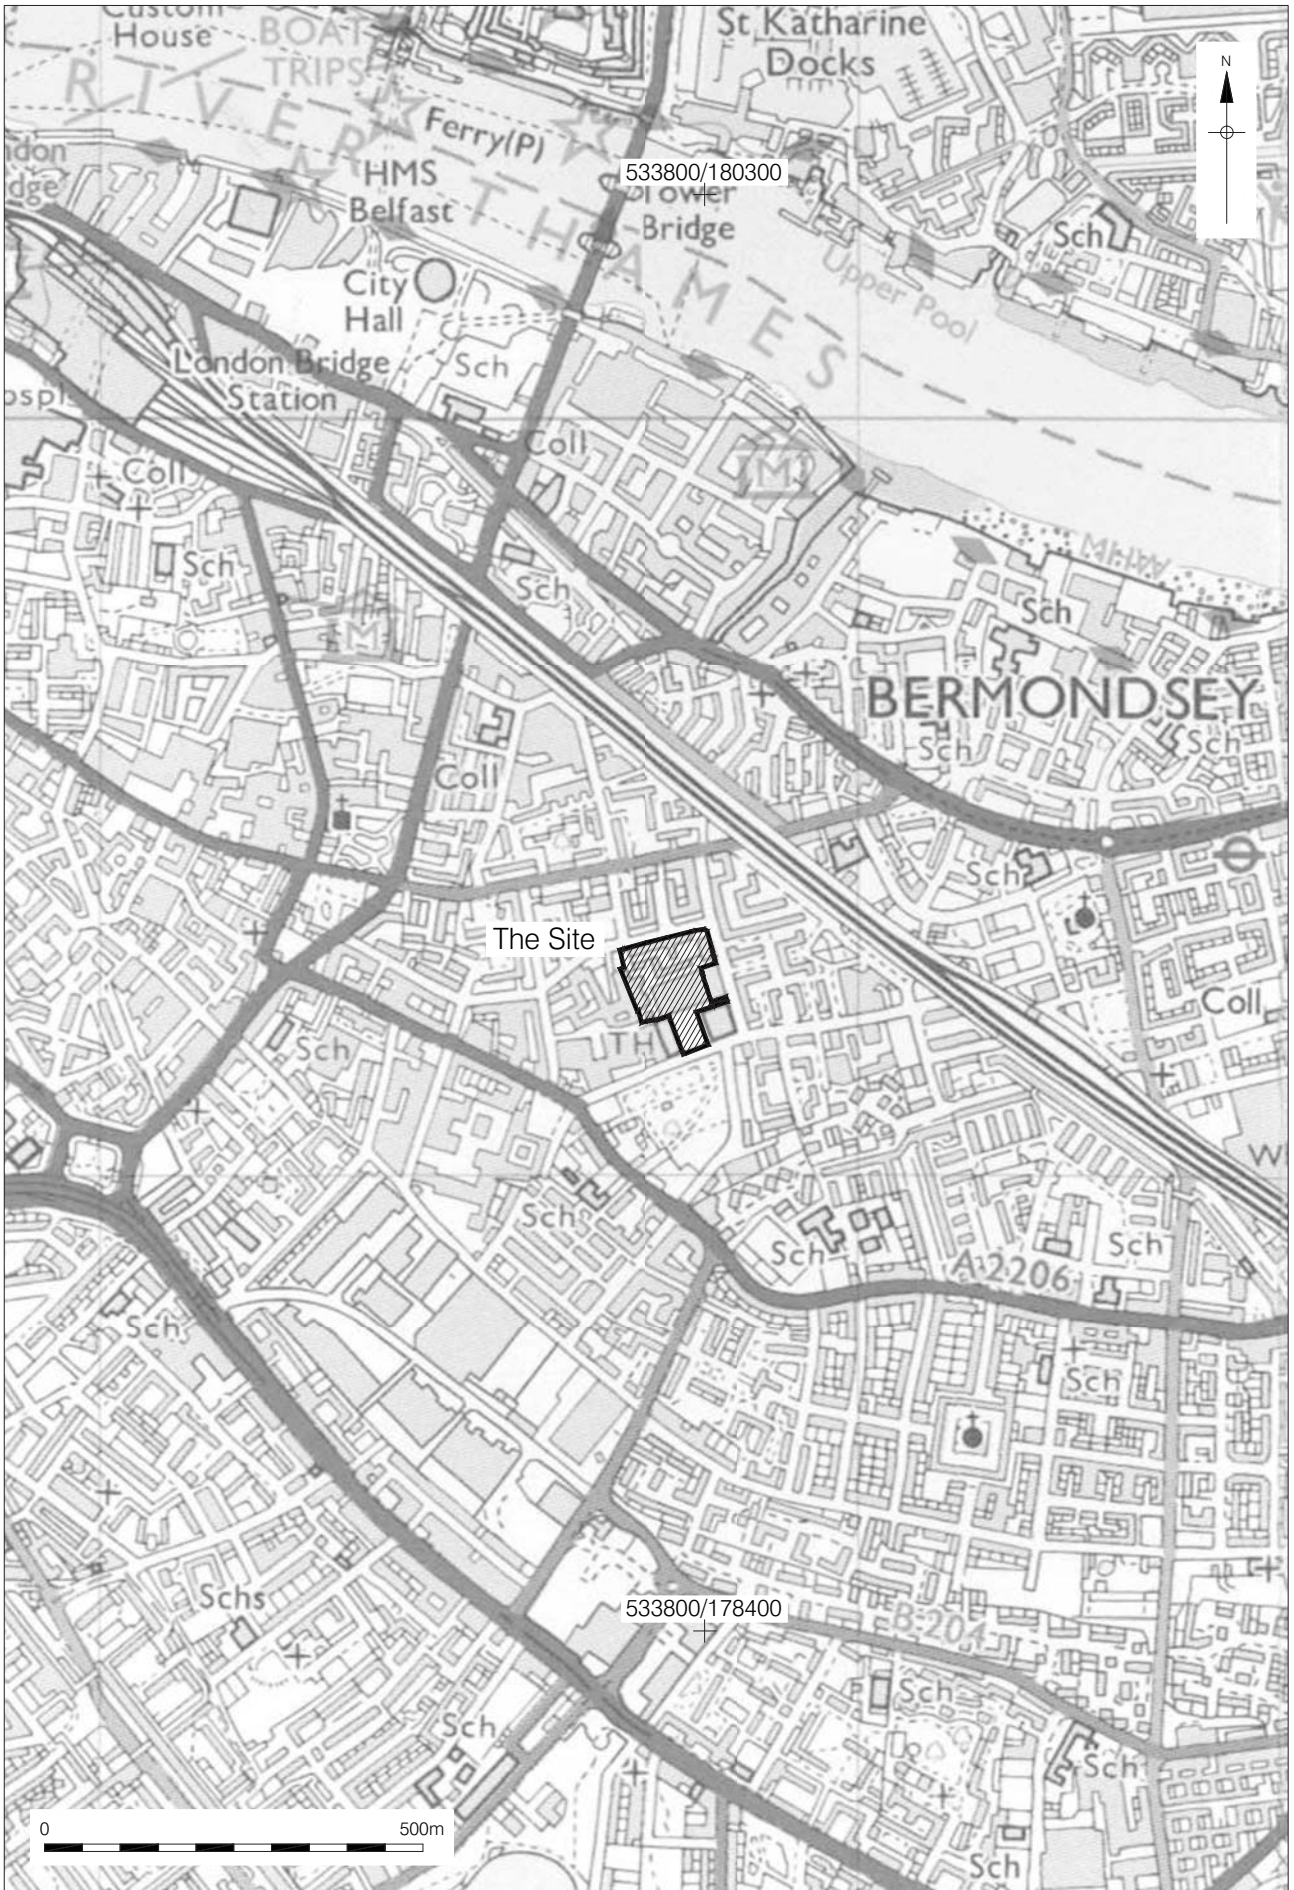 Custom
House
BOAT
TRIPS
St Katharine
Docks
N
RIVER THAMES
Ferry(P)
HMS
Belfast
533800/180300
Tower
Bridge
Sch
Upper Pool
City
Hall
Sch
London Bridge
Station
Coll
M
Coll
Sch
Sch
M
MHW
Sch
BERMONDSEY
Sch
Sch
Coll
Sch
The Site
Coll
TH
Sch
Sch
Sch
Sch
A 2206
Sch
Sch
533800/178400
Schs
B 204
Sch
Sch
Sch
Sch
0
500m